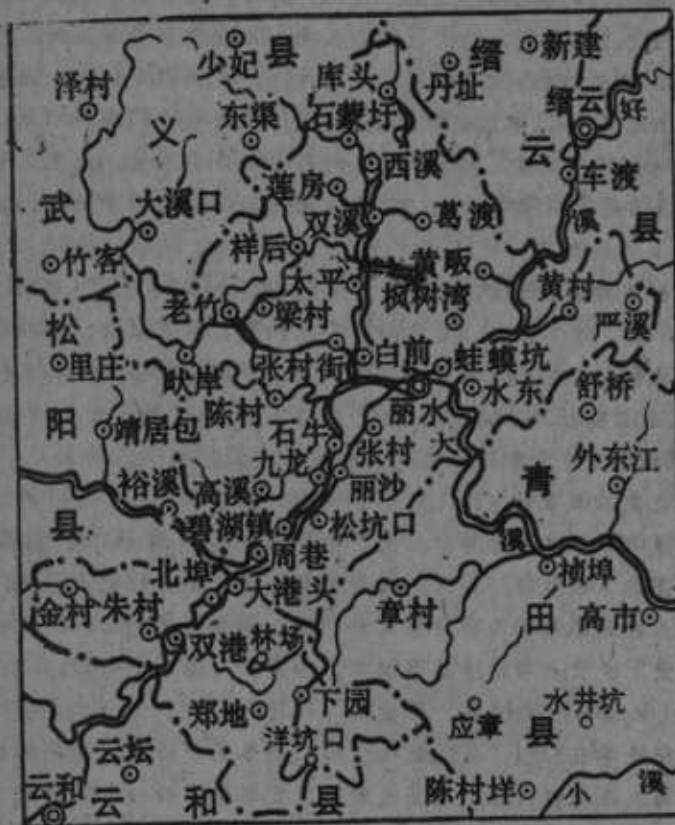 少妃
县
库头
缙
新建
丹址
泽村
缙云
好
义
东渠
西溪
云
车渡
莲房
武
大溪口
双溪
葛渡
溪
县
祥后
竹客
太平
黄畈
枫树湾
黄村
严溪
松
老竹
梁村
白前
蛙蟆坑
里庄
畎岸
张村街
水东
舒桥
陈村
丽水
阳
靖居包
石牛
张村
大
外东江
九龙
丽沙
青
裕溪
高溪
县
碧湖镇
松坑口
溪
周巷
北埠
大港头
章村
桢埠
金村
朱村
田
高市
双港
林场
郑地
下园
应章
水井坑
县
云坛
洋坑口
云和
云
和
县
陈村垟
小
溪